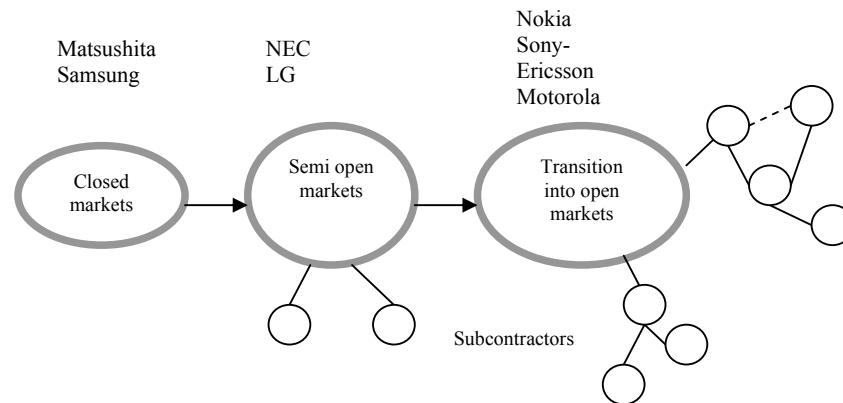 Matsushita
Samsung
NEC
LG
Nokia
Sony-
Ericsson
Motorola
Closed
markets
Semi open
markets
Transition
into open
markets
Subcontractors